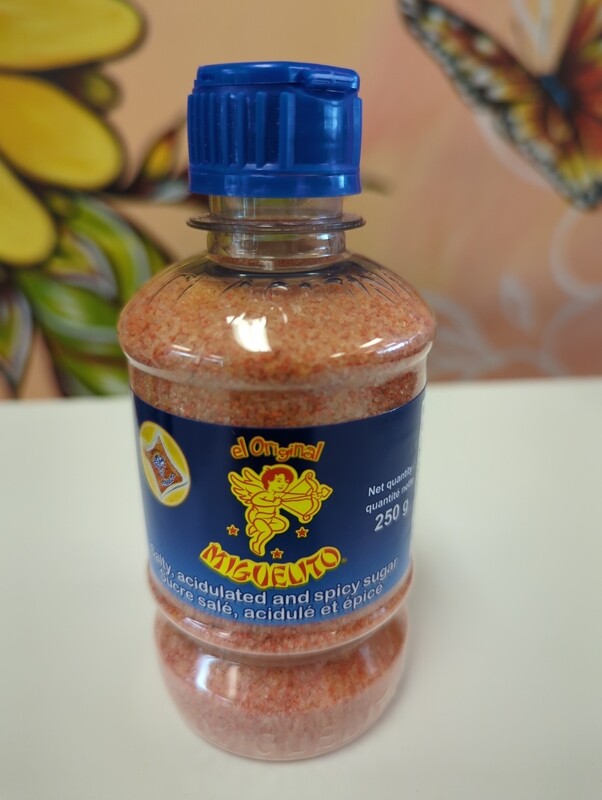 el Original
MIGUELITO
Net quantity
quantité nette
250 g
salty, acidulated and spicy sugar
sucre salé, acidulé et épicé